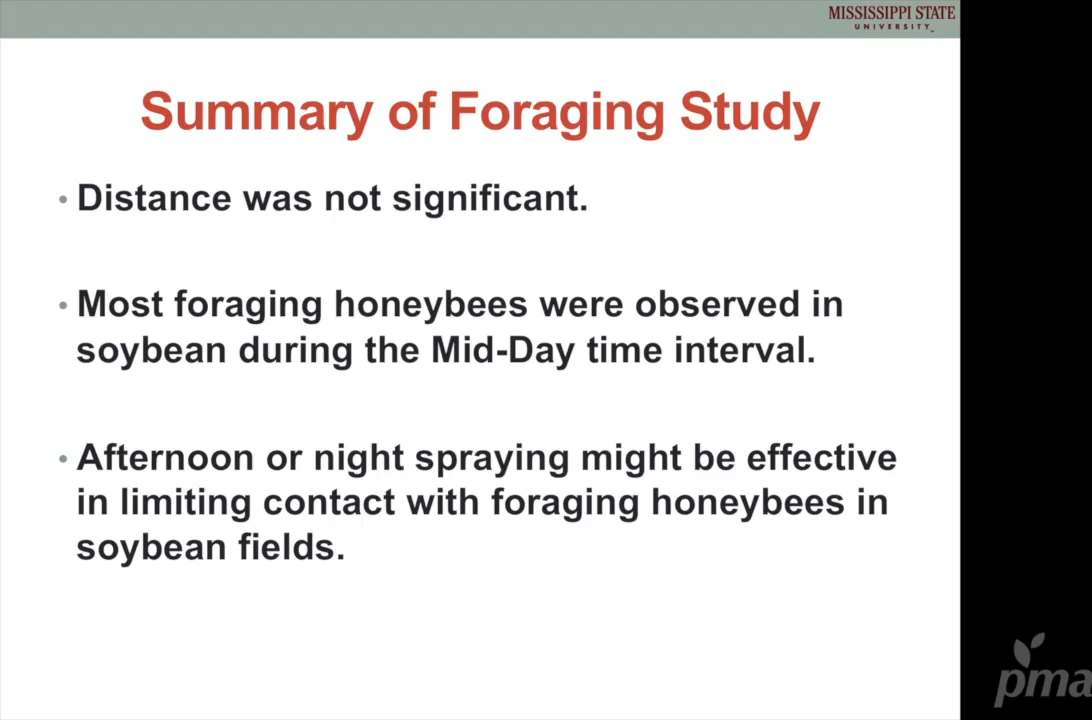 MISSISSIPPI STATE
UNIVERSITY™
Summary of Foraging Study
• Distance was not significant.
• Most foraging honeybees were observed in
soybean during the Mid-Day time interval.
• Afternoon or night spraying might be effective
in limiting contact with foraging honeybees in
soybean fields.
pma